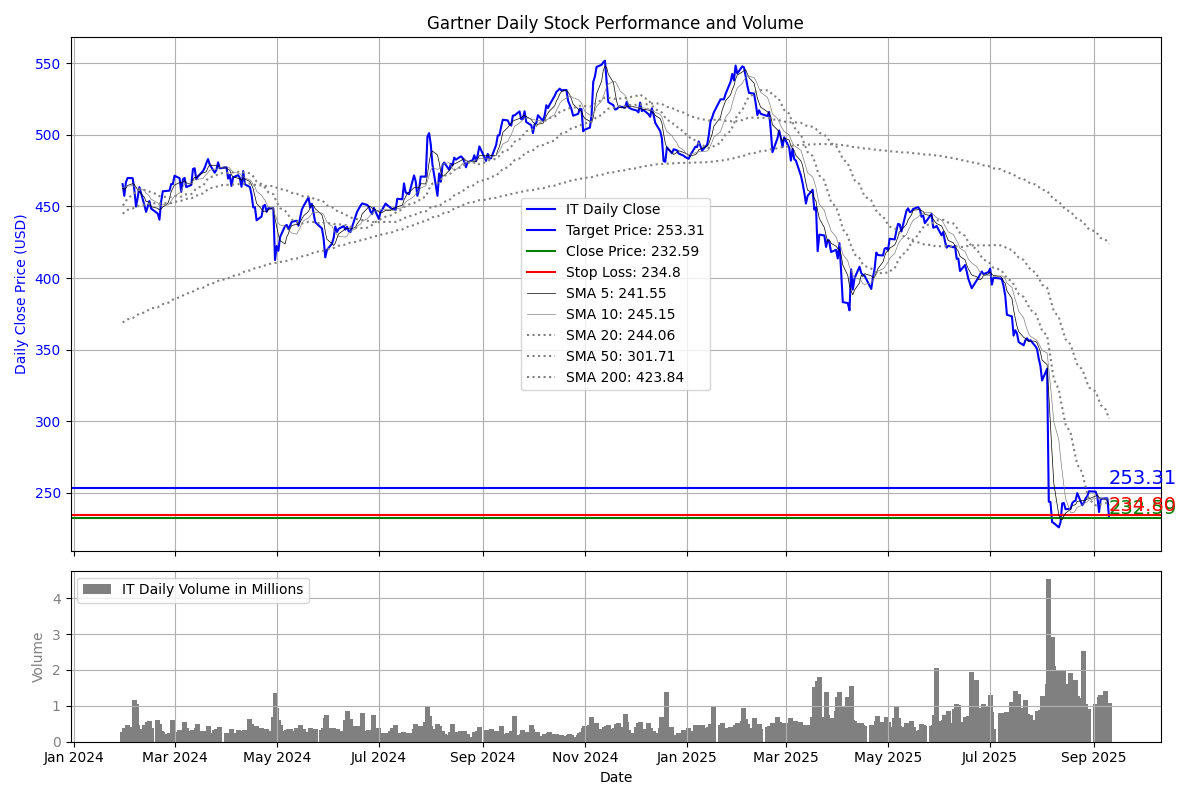 Gartner Daily Stock Performance and Volume
Daily Close Price (USD)
550
500
450
400
350
300
250
IT Daily Close
Target Price: 253.31
Close Price: 232.59
Stop Loss: 234.8
SMA 5: 241.55
SMA 10: 245.15
SMA 20: 244.06
SMA 50: 301.71
SMA 200: 423.84
253.31
234.80
232.59
IT Daily Volume in Millions
Volume
4
3
2
1
0
Jan 2024 Mar 2024 May 2024 Jul 2024 Sep 2024 Nov 2024 Jan 2025 Mar 2025 May 2025 Jul 2025 Sep 2025
Date